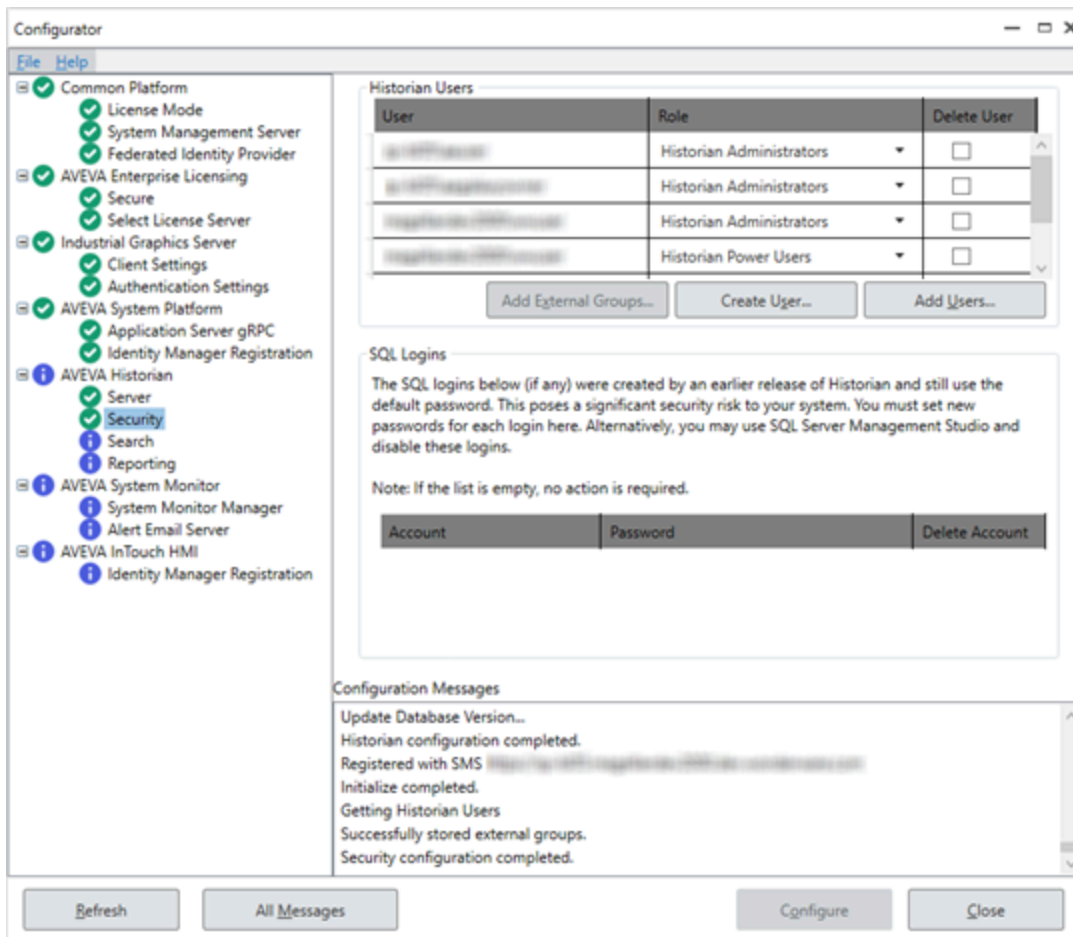 Configurator
File Help
Common Platform
License Mode
System Management Server
Federated Identity Provider
AVEVA Enterprise Licensing
Secure
Select License Server
Industrial Graphics Server
Client Settings
Authentication Settings
AVEVA System Platform
Application Server gRPC
Identity Manager Registration
AVEVA Historian
Server
Security
Search
Reporting
AVEVA System Monitor
System Monitor Manager
Alert Email Server
AVEVA InTouch HMI
Identity Manager Registration
Historian Users
User Role Delete User
Historian Administrators
Historian Administrators
Historian Administrators
Historian Power Users
Add External Groups... Create User... Add Users...
SQL Logins
The SQL logins below (if any) were created by an earlier release of Historian and still use the
default password. This poses a significant security risk to your system. You must set new
passwords for each login here. Alternatively, you may use SQL Server Management Studio and
disable these logins.
Note: If the list is empty, no action is required.
Account Password Delete Account
Configuration Messages
Update Database Version...
Historian configuration completed.
Registered with SMS
Initialize completed.
Getting Historian Users
Successfully stored external groups.
Security configuration completed.
Refresh All Messages Configure Close